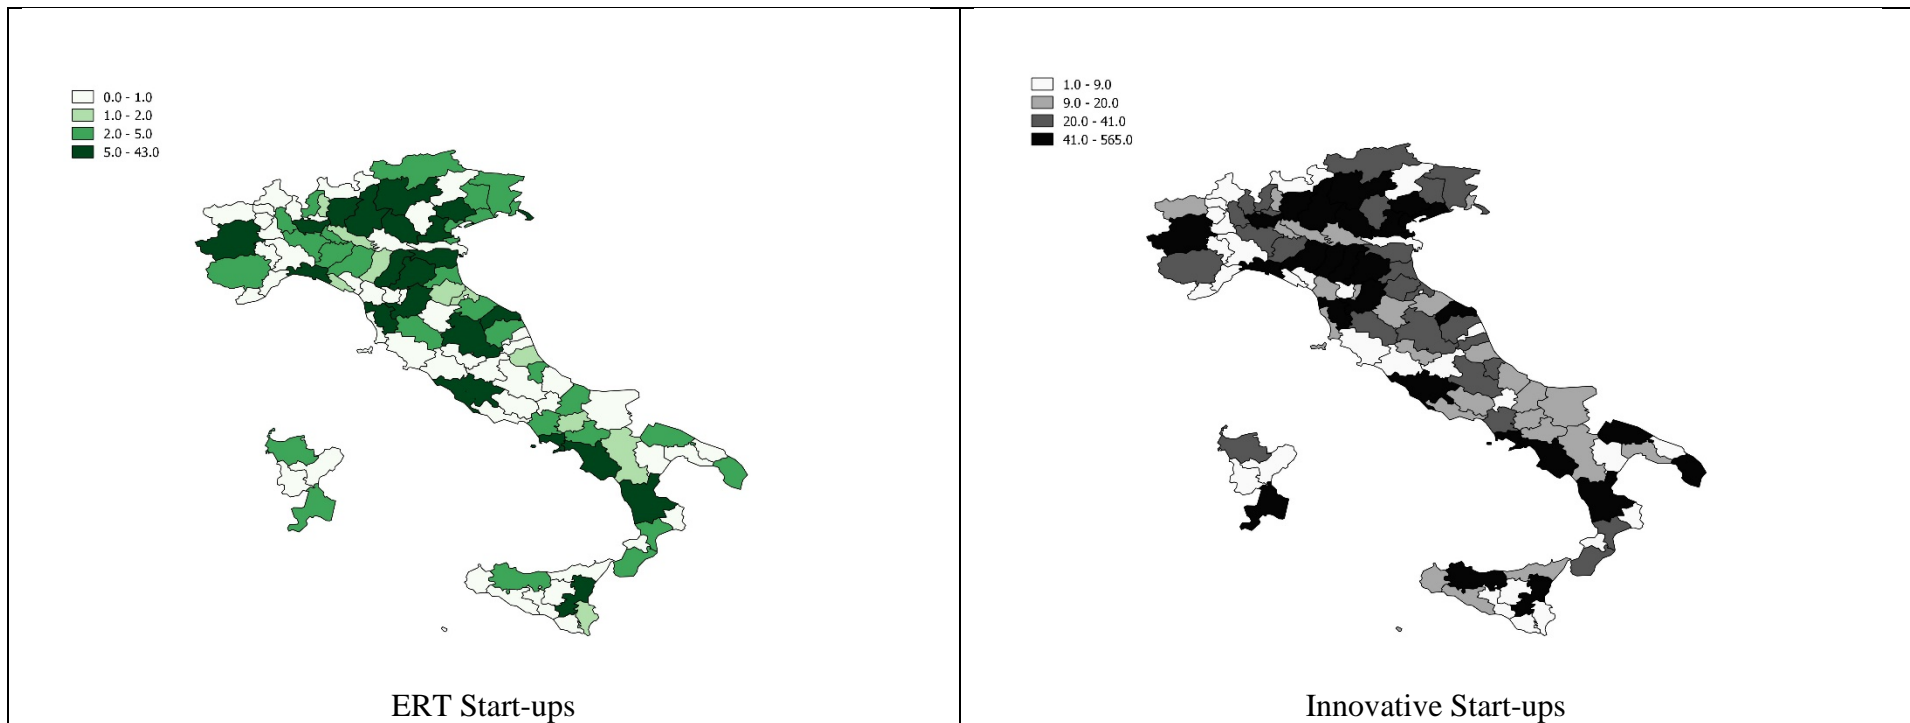 0.0 - 1.0
1.0 - 2.0
2.0 - 5.0
5.0 - 43.0
ERT Start-ups
1.0 - 9.0
9.0 - 20.0
20.0 - 41.0
41.0 - 565.0
Innovative Start-ups